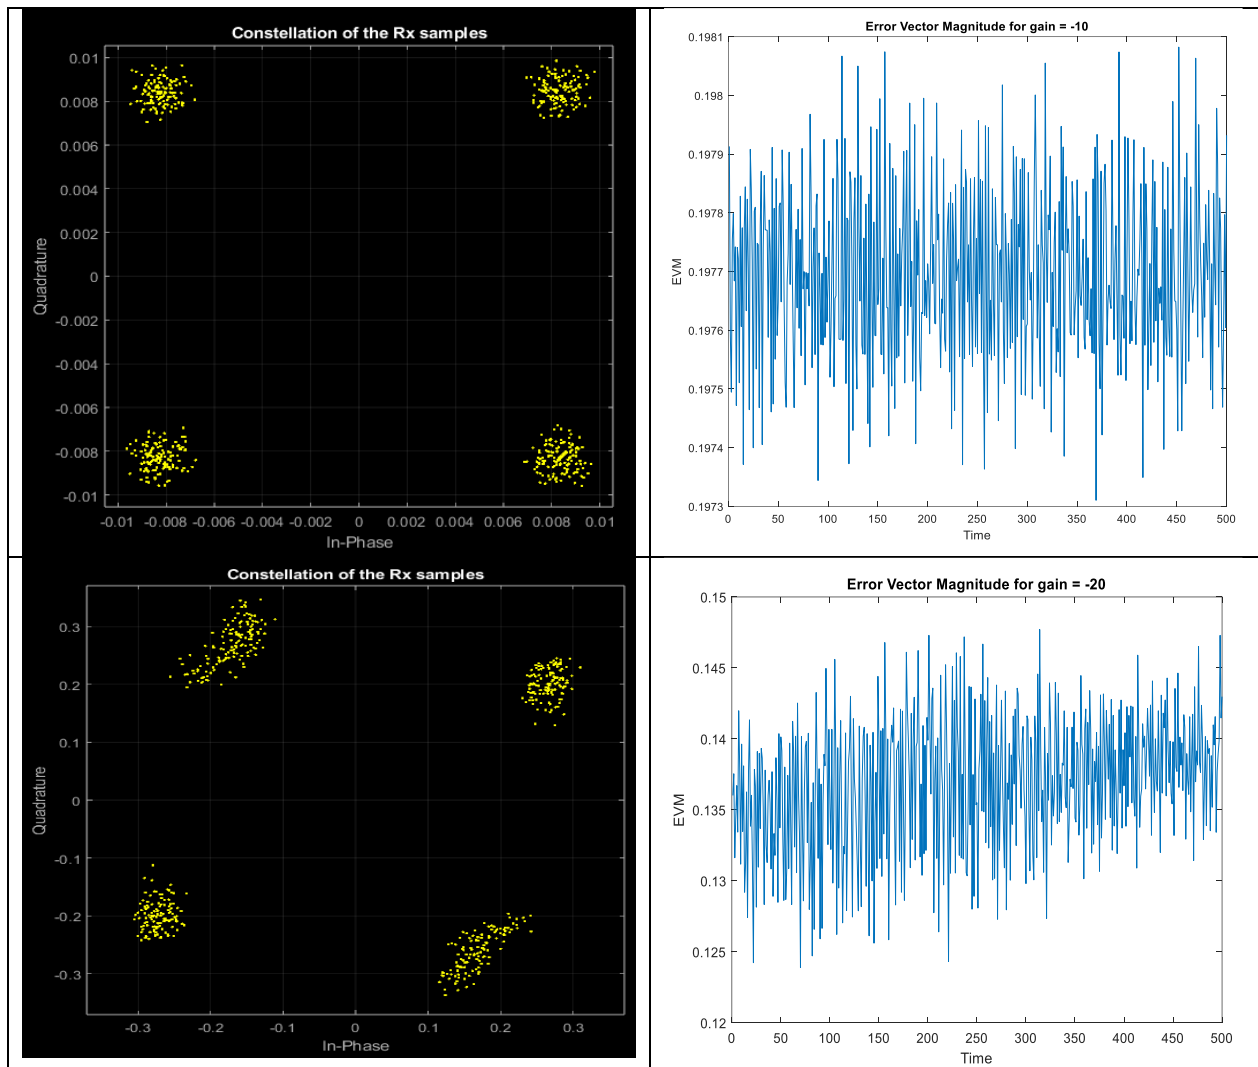 Constellation of the Rx samples
0.01
0.008
0.006
0.004
0.002
0
-0.002
-0.004
-0.006
-0.008
-0.01
Quadrature
-0.01 -0.008 -0.006 -0.004 -0.002 0 0.002 0.004 0.006 0.008 0.01
In-Phase
Error Vector Magnitude for gain = -10
0.1981
0.198
0.1979
0.1978
0.1977
0.1976
0.1975
0.1974
0.1973
EVM
0 50 100 150 200 250 300 350 400 450 500
Time
Constellation of the Rx samples
0.3
0.2
0.1
0
-0.1
-0.2
-0.3
Quadrature
-0.3 -0.2 -0.1 0 0.1 0.2 0.3
In-Phase
Error Vector Magnitude for gain = -20
0.15
0.145
0.14
0.135
0.13
0.125
0.12
EVM
0 50 100 150 200 250 300 350 400 450 500
Time